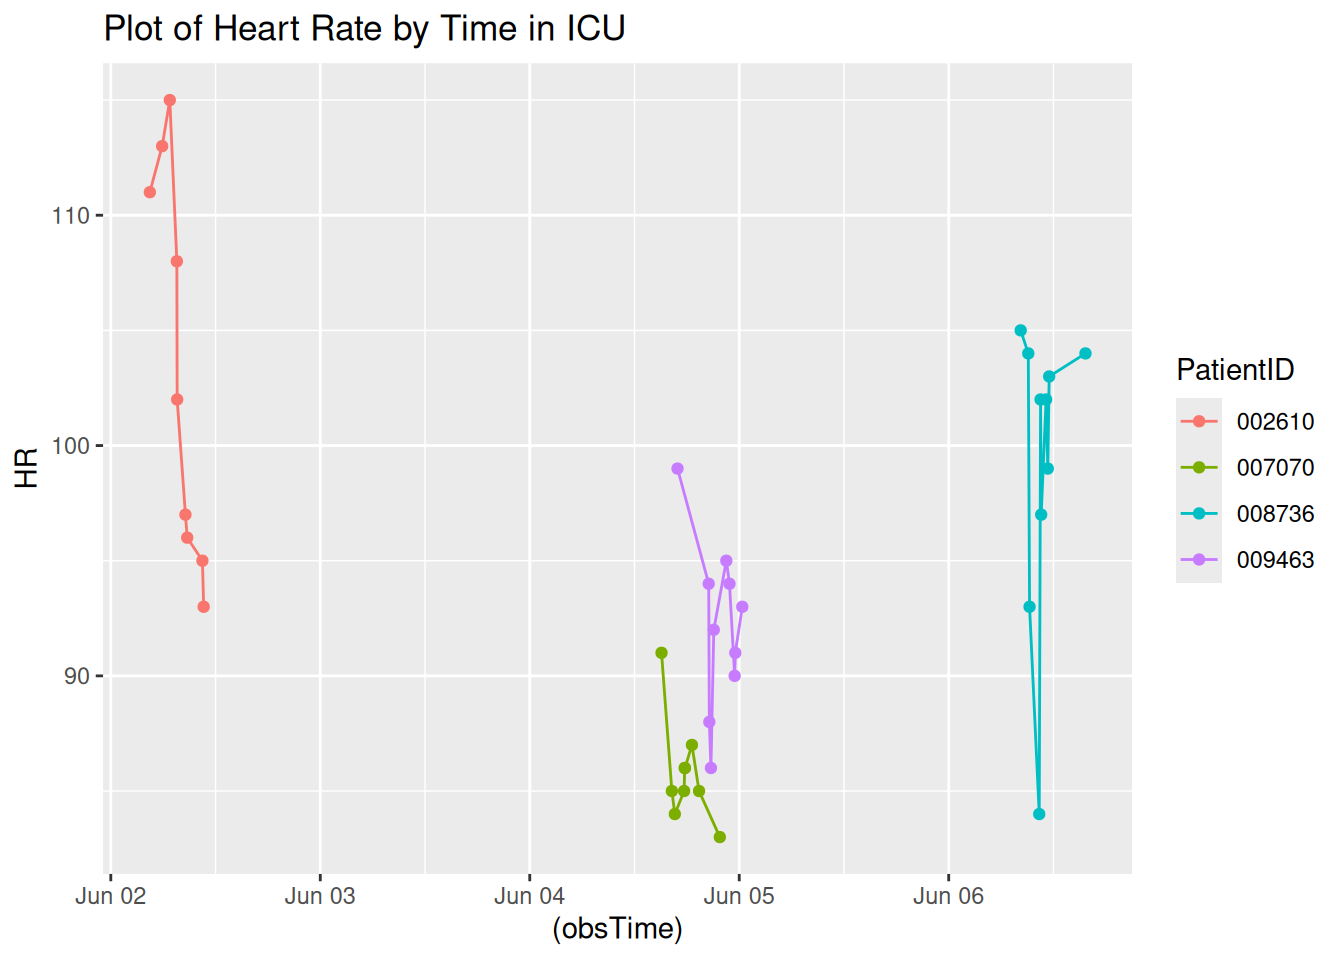 Plot of Heart Rate by Time in ICU
110
100
90
HR
Jun 02
Jun 03
Jun 04
Jun 05
Jun 06
(obsTime)
PatientID
002610
007070
008736
009463